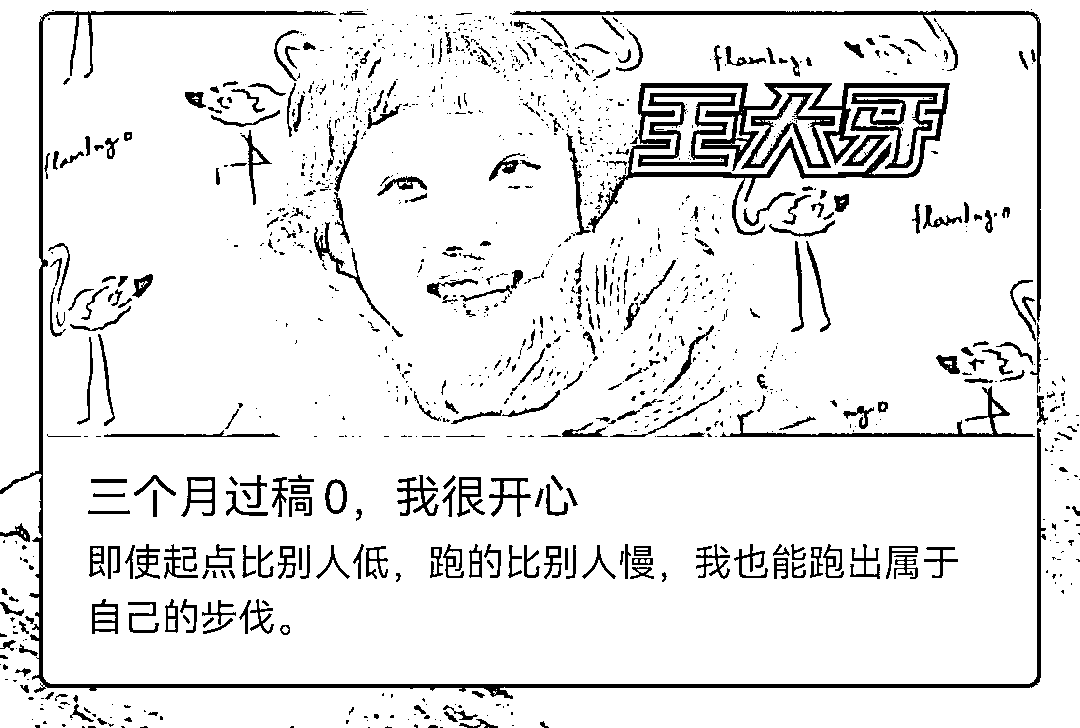 flamingo
王大牙
flamingo
flamingo
ngo
三个月过稿0，我很开心
即使起点比别人低，跑的比别人慢，我也能跑出属于
自己的步伐。